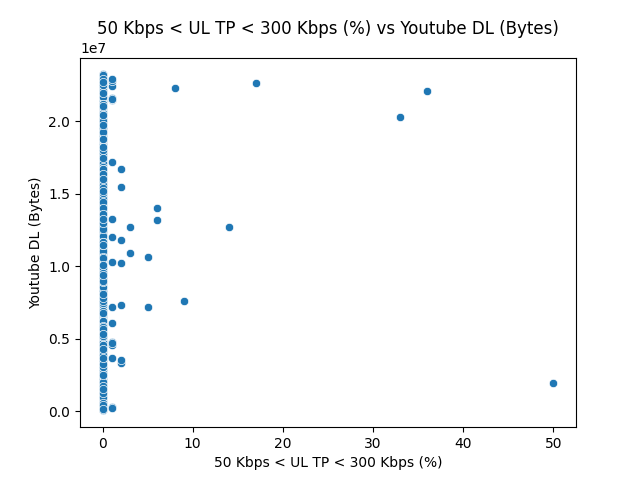 50 Kbps < UL TP < 300 Kbps (%) vs Youtube DL (Bytes)
1e7
2.0
1.5
1.0
0.5
0.0
Youtube DL (Bytes)
0 10 20 30 40 50
50 Kbps < UL TP < 300 Kbps (%)